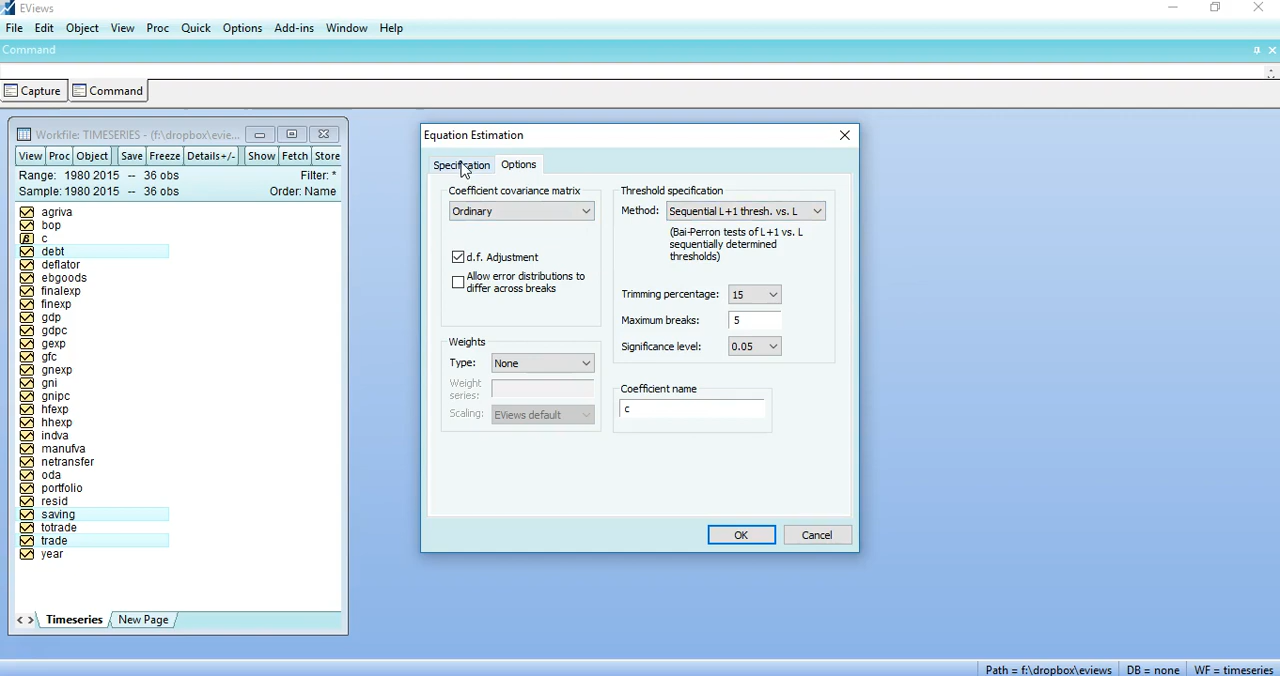 EViews
File Edit Object View Proc Quick Options Add-ins Window Help
Command
Capture Command
Workfile: TIMESERIES - (f:\dropbox\evie...
View Proc Object Save Freeze Details+/- Show Fetch Store
Range: 1980 2015 -- 36 obs Filter: *
Sample: 1980 2015 -- 36 obs Order: Name
agriva
bop
c
debt
deflator
ebgoods
finalexp
finexp
gdp
gdpc
gexp
gfc
gnexp
gni
gnipc
hfexp
hhexp
indva
manufva
netransfer
oda
portfolio
resid
saving
totrade
trade
year
Timeseries New Page
Equation Estimation
Specification Options
Coefficient covariance matrix
Ordinary
d.f. Adjustment
Allow error distributions to
differ across breaks
Weights
Type: None
Weight
series:
Scaling: EViews default
Threshold specification
Method: Sequential L+1 thresh. vs. L
(Bai-Perron tests of L+1 vs. L
sequentially determined
thresholds)
Trimming percentage: 15
Maximum breaks: 5
Significance level: 0.05
Coefficient name
c
OK Cancel
Path = f:\dropbox\eviews DB = none WF = timeseries